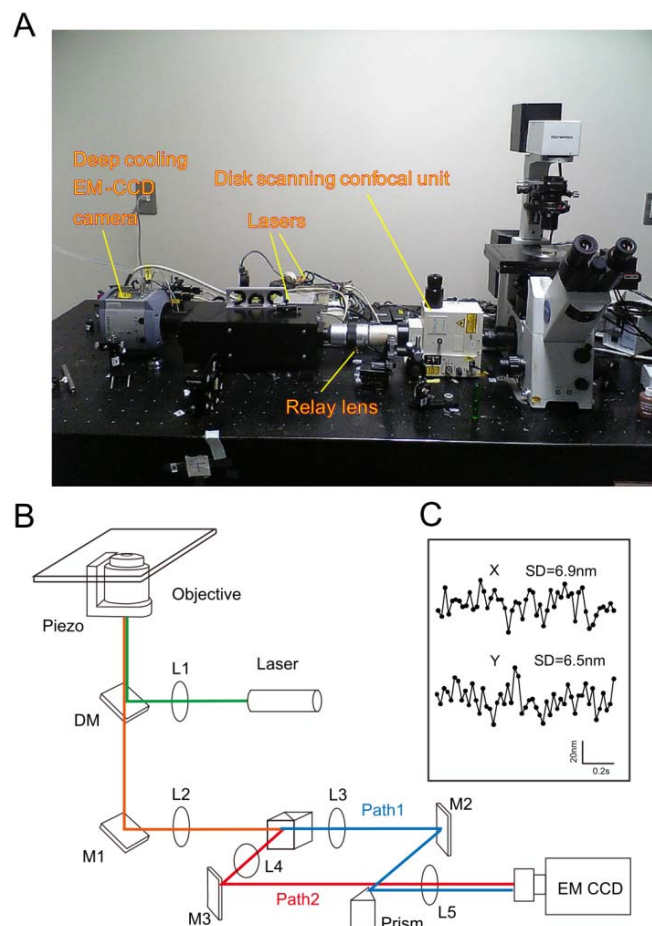 A
Deep cooling
EM-CCD
camera
Lasers
Disk scanning confocal unit
Relay lens
OLYMPUS
B
Objective
Piezo
L1
Laser
DM
L2
L3
Path1
M2
M1
L4
M3
Path2
Prism
L5
EM CCD
C
X SD=6.9nm
Y SD=6.5nm
20nm
0.2s